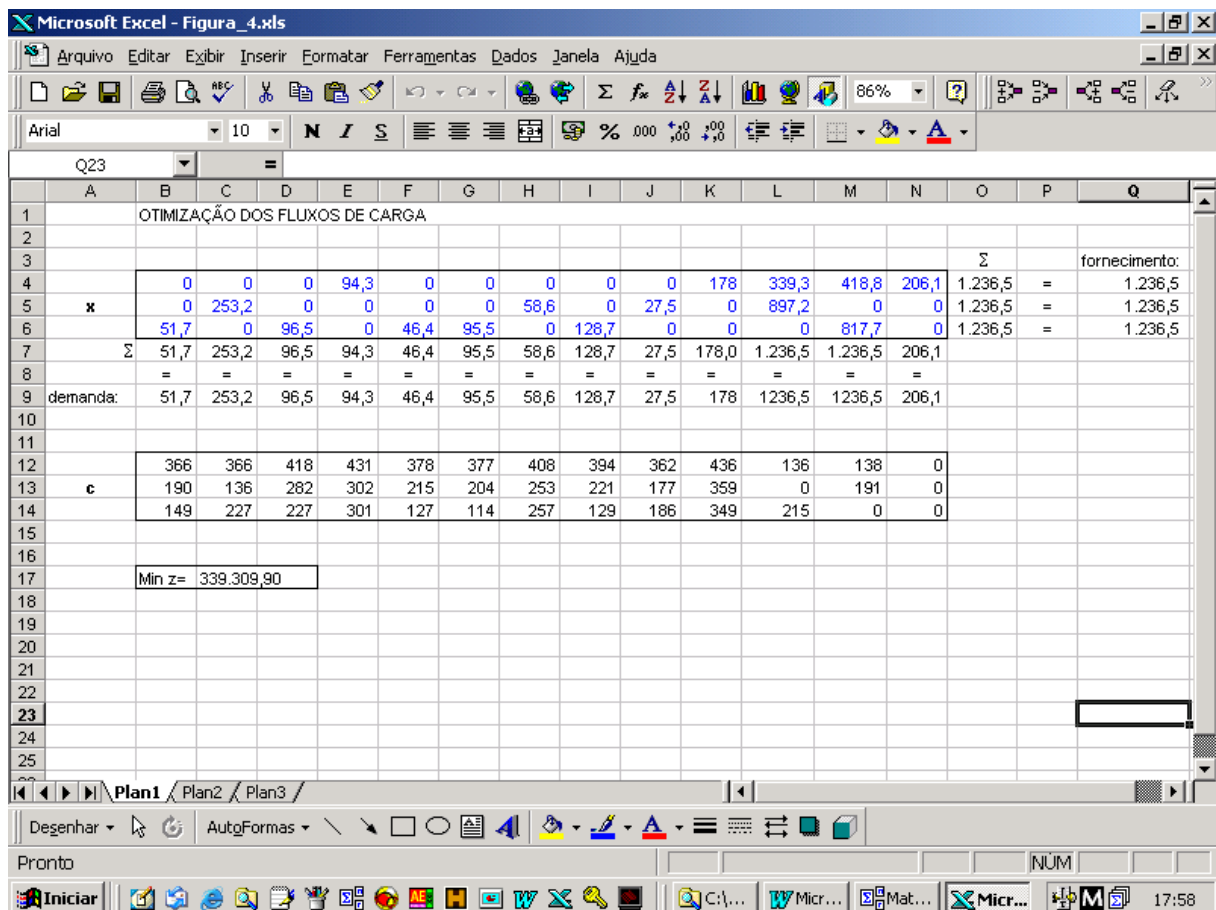 Microsoft Excel - Figura_4.xls
Arquivo Editar Exibir Inserir Formatar Ferramentas Dados Janela Ajuda
86%
Arial 10 N I S % 000
Q23 =
A B C D E F G H I J K L M N O P Q
1 OTIMIZAÇÃO DOS FLUXOS DE CARGA
2
3 Σ fornecimento:
4 0 0 0 94,3 0 0 0 0 0 178 339,3 418,8 206,1 1.236,5 = 1.236,5
5 x 0 253,2 0 0 0 0 58,6 0 27,5 0 897,2 0 0 1.236,5 = 1.236,5
6 51,7 0 96,5 0 46,4 95,5 0 128,7 0 0 0 817,7 0 1.236,5 = 1.236,5
7 Σ 51,7 253,2 96,5 94,3 46,4 95,5 58,6 128,7 27,5 178,0 1.236,5 1.236,5 206,1
8 = = = = = = = = = = = = =
9 demanda: 51,7 253,2 96,5 94,3 46,4 95,5 58,6 128,7 27,5 178 1236,5 1236,5 206,1
10
11
12 366 366 418 431 378 377 408 394 362 436 136 138 0
13 c 190 136 282 302 215 204 253 221 177 359 0 191 0
14 149 227 227 301 127 114 257 129 186 349 215 0 0
15
16
17 Min z= 339.309,90
18
19
20
21
22
23
24
25
Plan1 Plan2 Plan3
Desenhar AutoFormas
Pronto NÚM
Iniciar C:\... Micr... Mat... Micr... 17:58